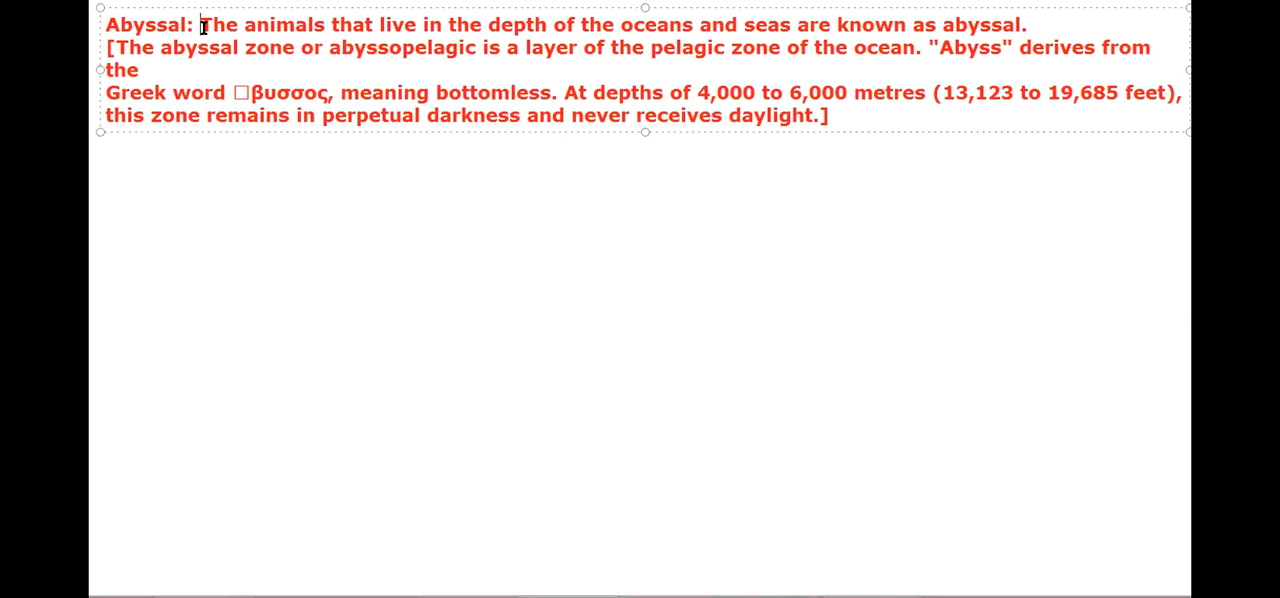 Abyssal: The animals that live in the depth of the oceans and seas are known as abyssal.
[The abyssal zone or abyssopelagic is a layer of the pelagic zone of the ocean. "Abyss" derives from
the
Greek word □βυσσος, meaning bottomless. At depths of 4,000 to 6,000 metres (13,123 to 19,685 feet),
this zone remains in perpetual darkness and never receives daylight.]